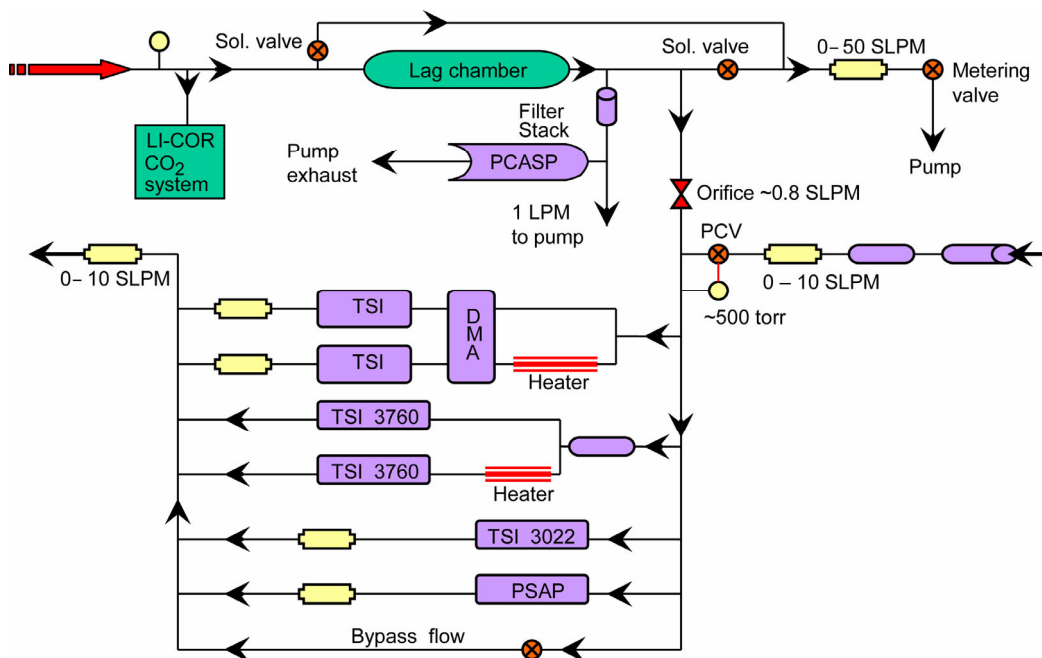 Sol. valve
Sol. valve
0– 50 SLPM
Lag chamber
Metering
valve
LI-COR
CO2
system
Filter
Stack
Pump
exhaust
PCASP
Pump
Orifice ~0.8 SLPM
1 LPM
to pump
PCV
0– 10 SLPM
0 – 10 SLPM
~500 torr
TSI
D
M
A
TSI
Heater
TSI 3760
TSI 3760
Heater
TSI 3022
PSAP
Bypass flow